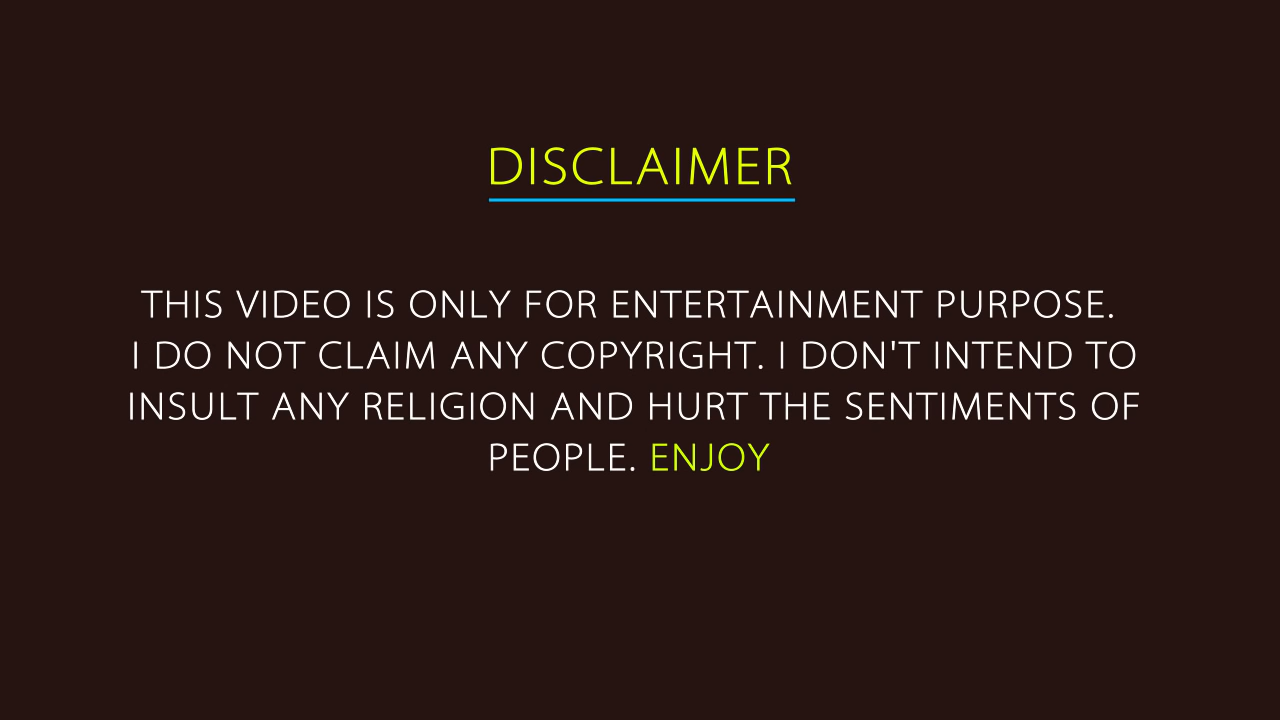 DISCLAIMER
THIS VIDEO IS ONLY FOR ENTERTAINMENT PURPOSE.
I DO NOT CLAIM ANY COPYRIGHT. I DON'T INTEND TO
INSULT ANY RELIGION AND HURT THE SENTIMENTS OF
PEOPLE. ENJOY